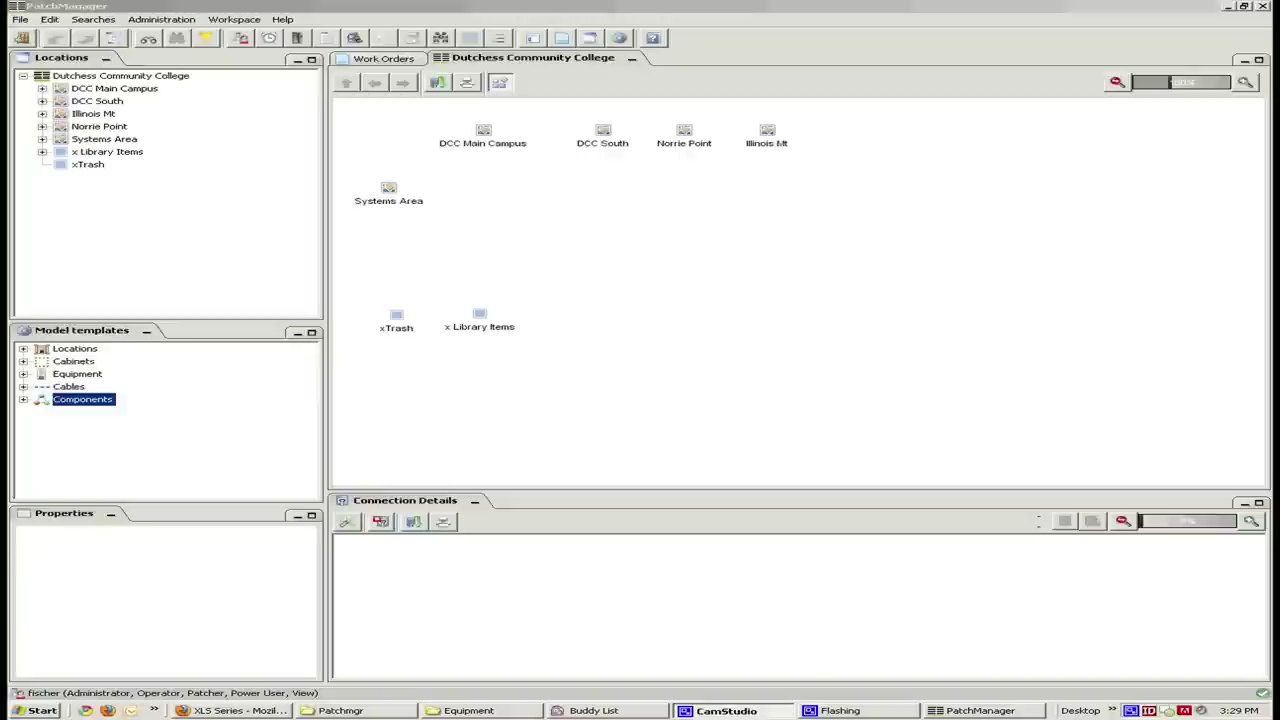 PatchManager
File Edit Searches Administration Workspace Help
Locations
Dutchess Community College
DCC Main Campus
DCC South
Illinois Mt
Norrie Point
Systems Area
x Library Items
xTrash
Work Orders
Dutchess Community College
DCC Main Campus
DCC South
Norrie Point
Illinois Mt
Systems Area
xTrash
x Library Items
Model templates
Locations
Cabinets
Equipment
Cables
Components
Connection Details
Properties
fischer (Administrator, Operator, Patcher, Power User, View)
Start
XLS Series - Mozil...
Patchmgr
Equipment
Buddy List
CamStudio
Flashing
PatchManager
Desktop
3:29 PM